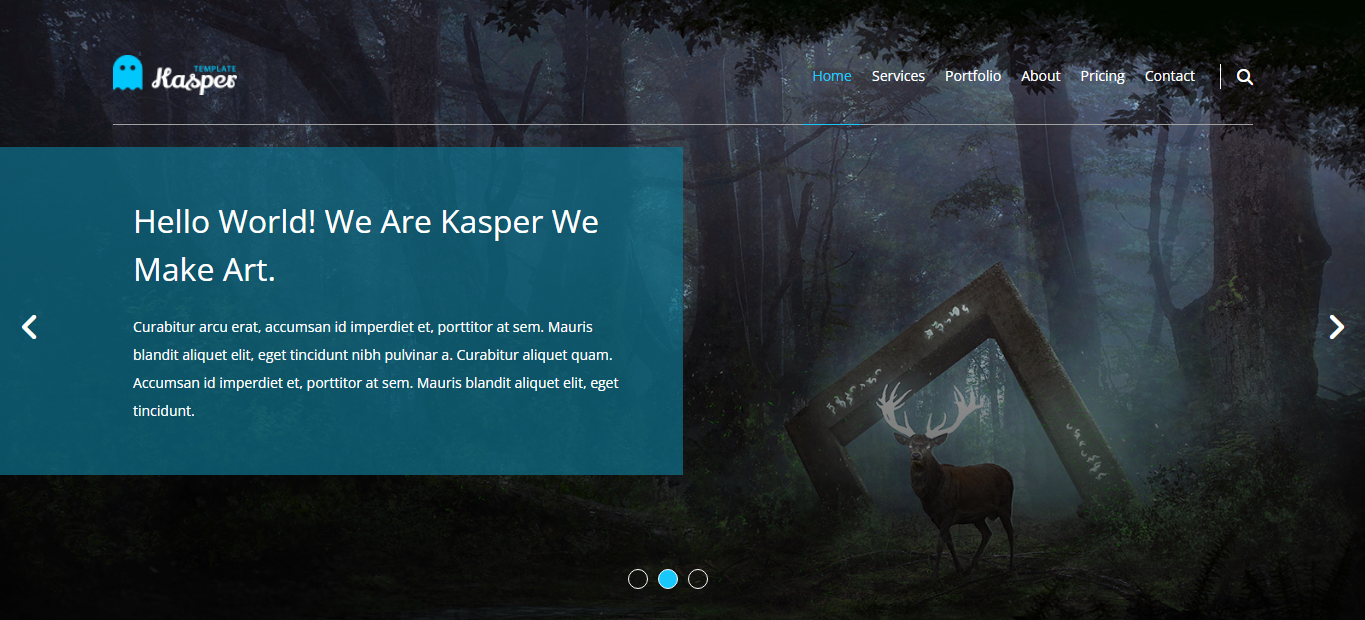 TEMPLATE
Kasper
Home Services Portfolio About Pricing Contact
Hello World! We Are Kasper We
Make Art.
Curabitur arcu erat, accumsan id imperdiet et, porttitor at sem. Mauris
blandit aliquet elit, eget tincidunt nibh pulvinar a. Curabitur aliquet quam.
Accumsan id imperdiet et, porttitor at sem. Mauris blandit aliquet elit, eget
tincidunt.